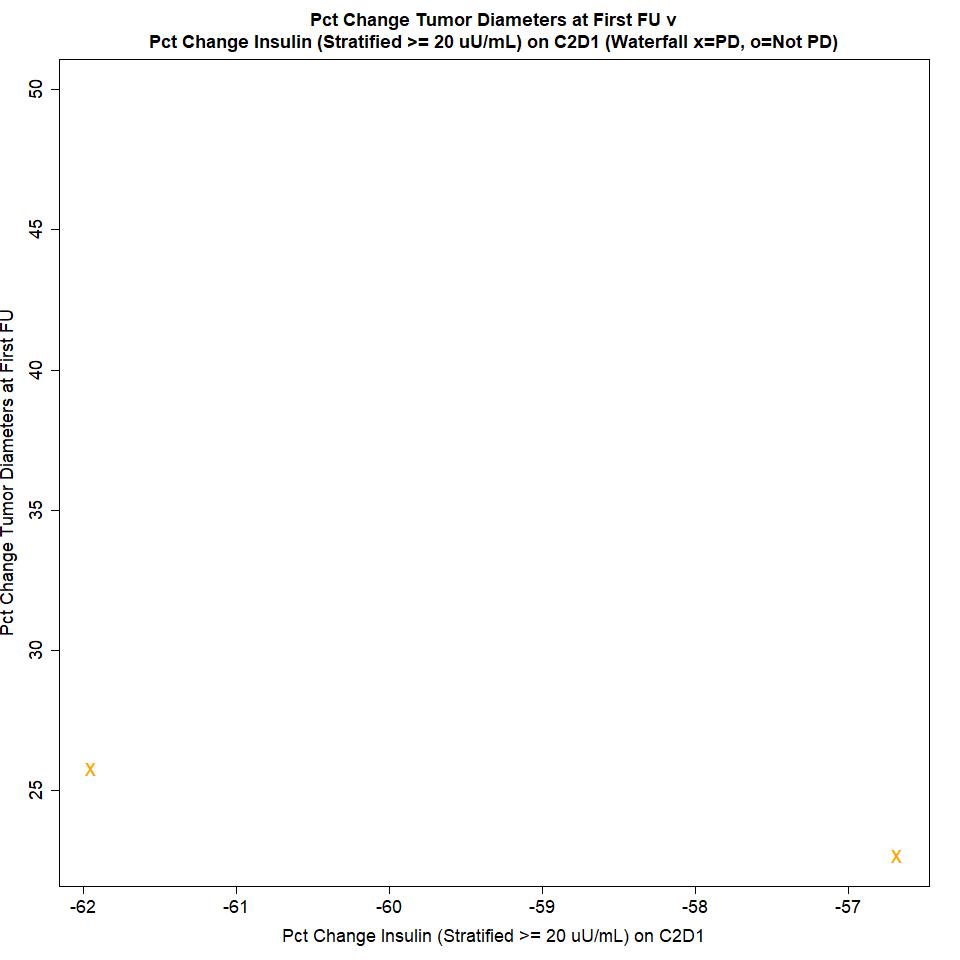 Pct Change Tumor Diameters at First FU v
Pct Change Insulin (Stratified >= 20 uU/mL) on C2D1 (Waterfall x=PD, o=Not PD)
Pct Change Tumor Diameters at First FU
50
45
40
35
30
25
X
X
-62
-61
-60
-59
-58
-57
Pct Change Insulin (Stratified >= 20 uU/mL) on C2D1